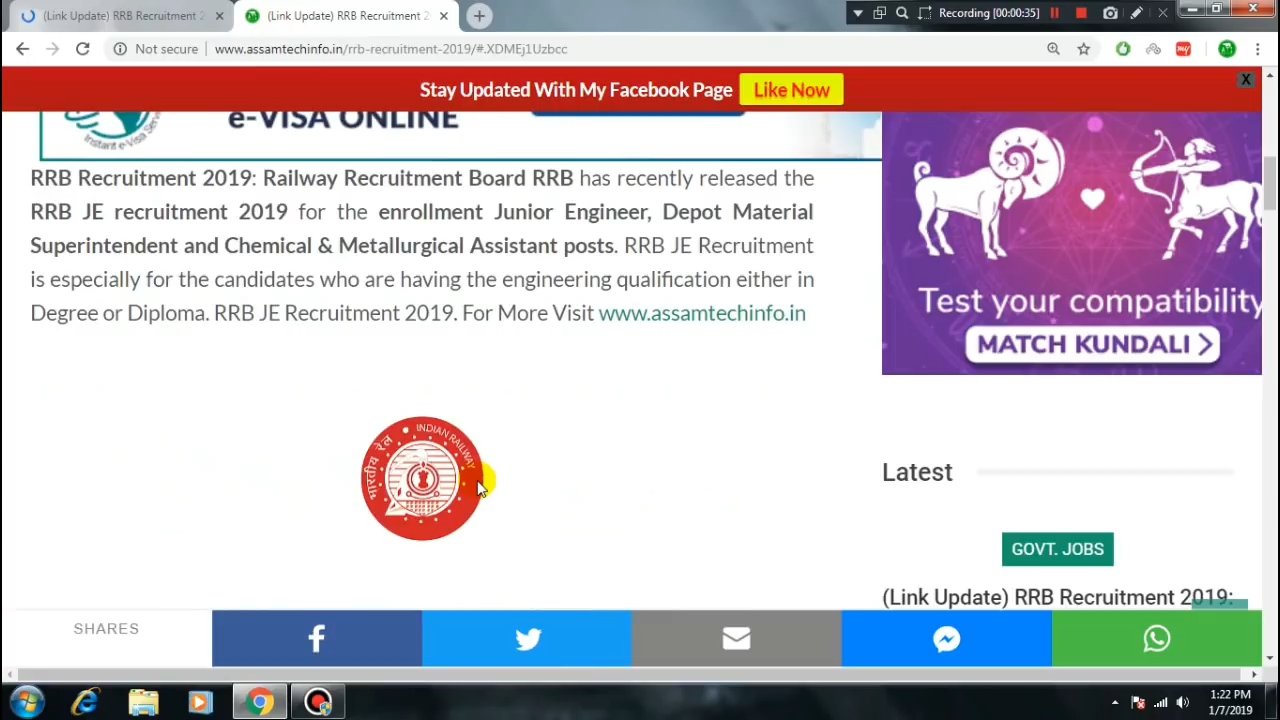 (Link Update) RRB Recruitment 2
(Link Update) RRB Recruitment 2
Recording [00:00:35]
Not secure
www.assamtechinfo.in/rrb-recruitment-2019/#.XDMEj1Uzbcc
Stay Updated With My Facebook Page
Like Now
X
e-VISA ONLINE
RRB Recruitment 2019: Railway Recruitment Board RRB has recently released the
RRB JE recruitment 2019 for the enrollment Junior Engineer, Depot Material
Superintendent and Chemical & Metallurgical Assistant posts. RRB JE Recruitment
is especially for the candidates who are having the engineering qualification either in
Degree or Diploma. RRB JE Recruitment 2019. For More Visit www.assamtechinfo.in
Test your compatibility
MATCH KUNDALI >
भारतीय रेल
INDIAN RAILWAY
Latest
GOVT. JOBS
(Link Update) RRB Recruitment 2019:
SHARES
1:22 PM
1/7/2019